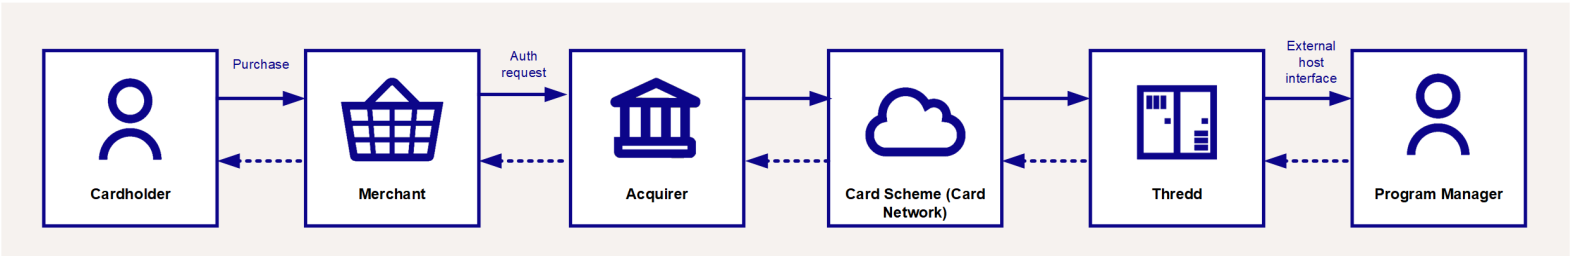 Purchase
Auth
request
External
host
interface
Cardholder
Merchant
Acquirer
Card Scheme (Card
Network)
Thredd
Program Manager